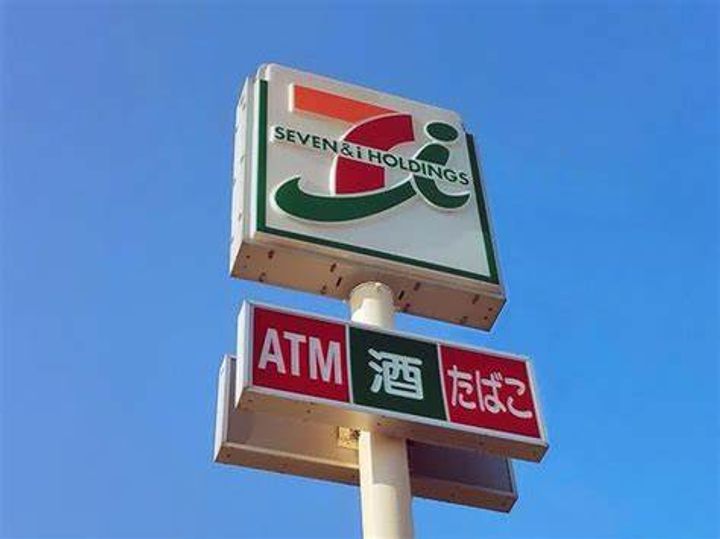 SEVEN & i HOLDINGS
ATM 酒 たばこ